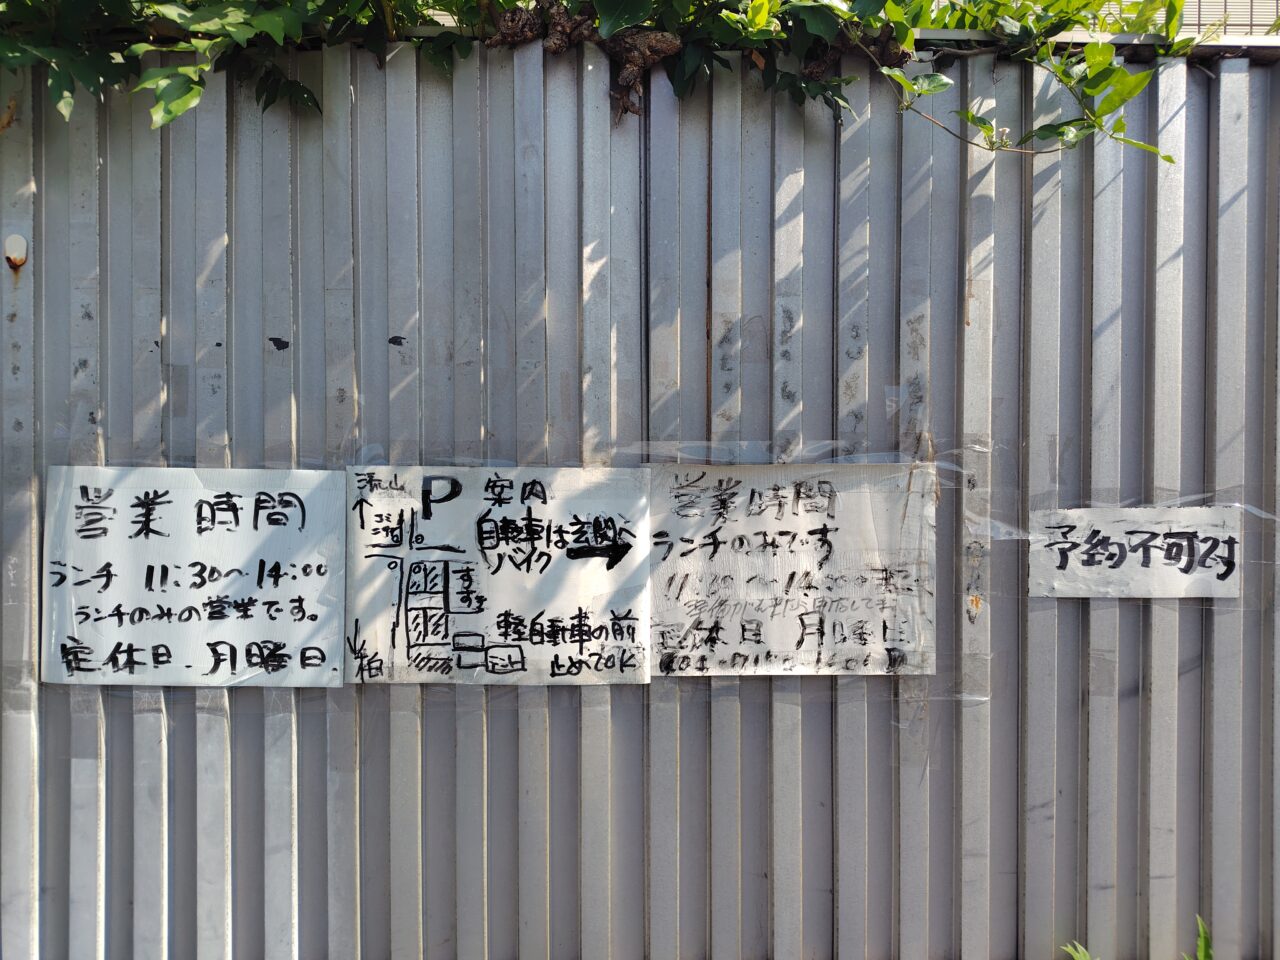 営業時間
ランチ 11:30〜14:00
ランチのみの営業です。
定休日.月曜日.
流山
P 案内
自転車は玄関へ
バイク
軽自動車の前
止めてOK
柏
営業時間
ランチのみです
11:30〜14:00
定休日 月曜日
予約不可です